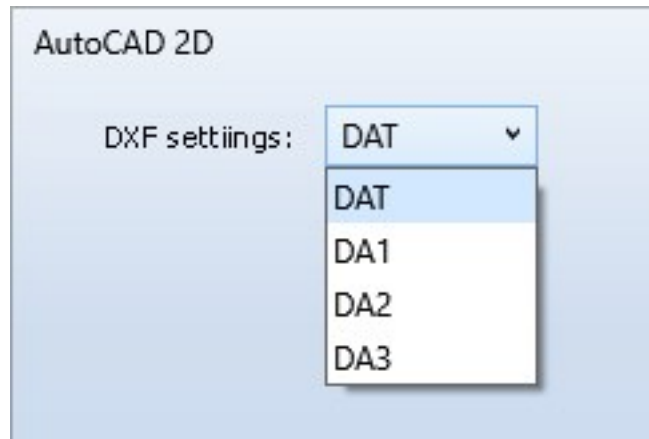 AutoCAD 2D
DXF settiings: DAT
DAT
DA1
DA2
DA3